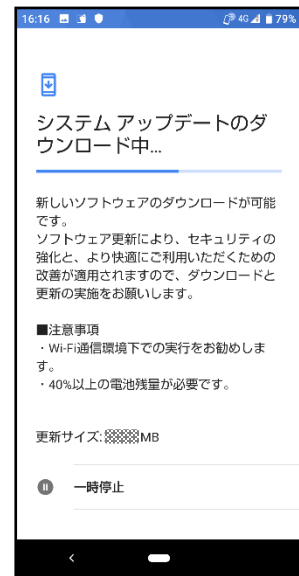 16:16 4G 79%
システム アップデートのダ
ウンロード中...
新しいソフトウェアのダウンロードが可能
です。
ソフトウェア更新により、セキュリティの
強化と、より快適にご利用いただくための
改善が適用されますので、ダウンロードと
更新の実施をお願いします。
■注意事項
・Wi-Fi通信環境下での実行をお勧めしま
す。
・40%以上の電池残量が必要です。
更新サイズ: MB
一時停止